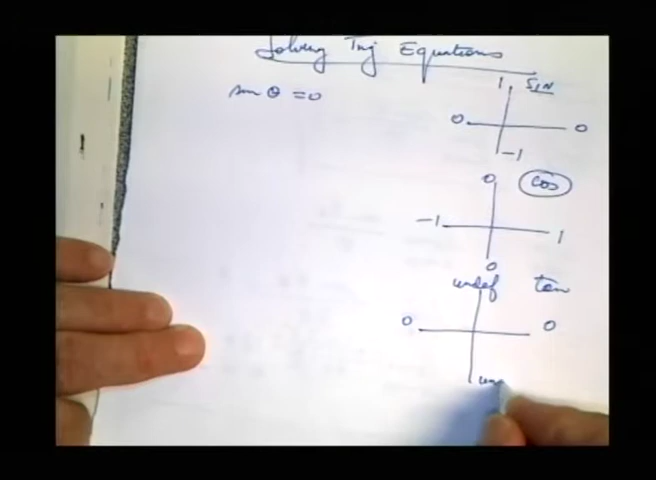 Solving Trig Equations
sin θ = 0
1 SIN
0 0
-1
0 cos
-1 1
0
undef tan
0 0